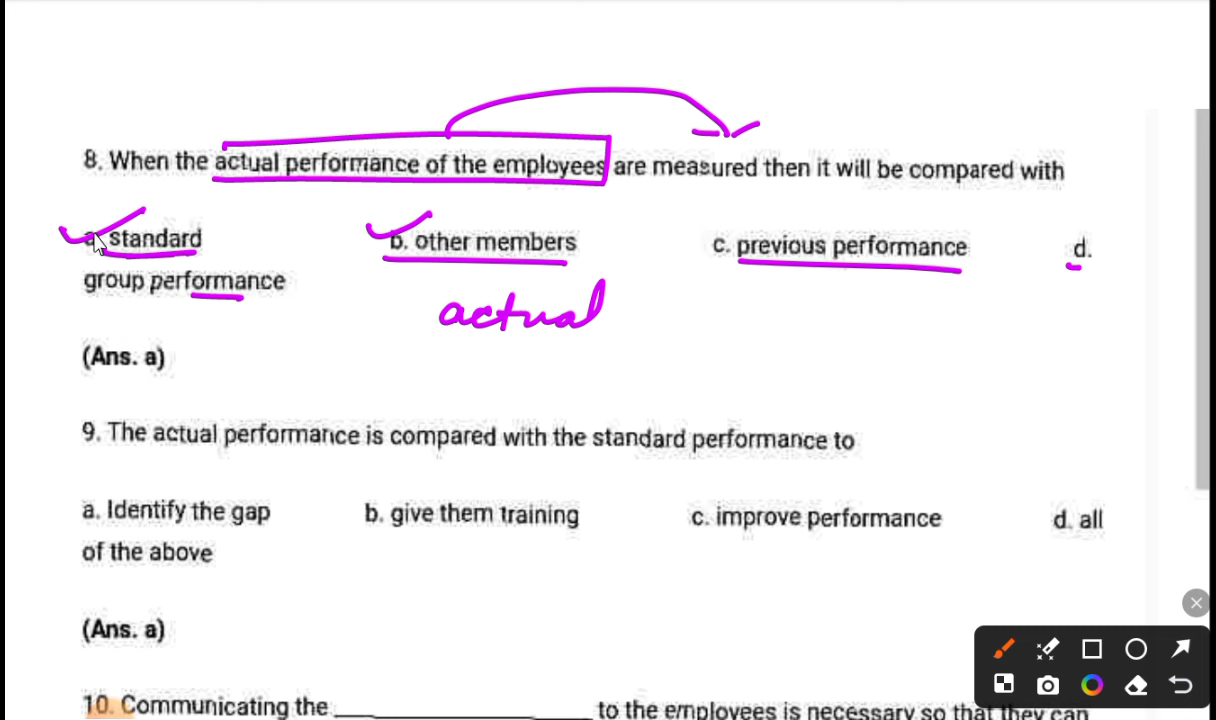 8. When the actual performance of the employees are measured then it will be compared with
a. standard b. other members c. previous performance d.
group performance
actual
(Ans. a)
9. The actual performance is compared with the standard performance to
a. Identify the gap b. give them training c. improve performance d. all
of the above
(Ans. a)
10. Communicating the ____________________ to the employees is necessary so that they can